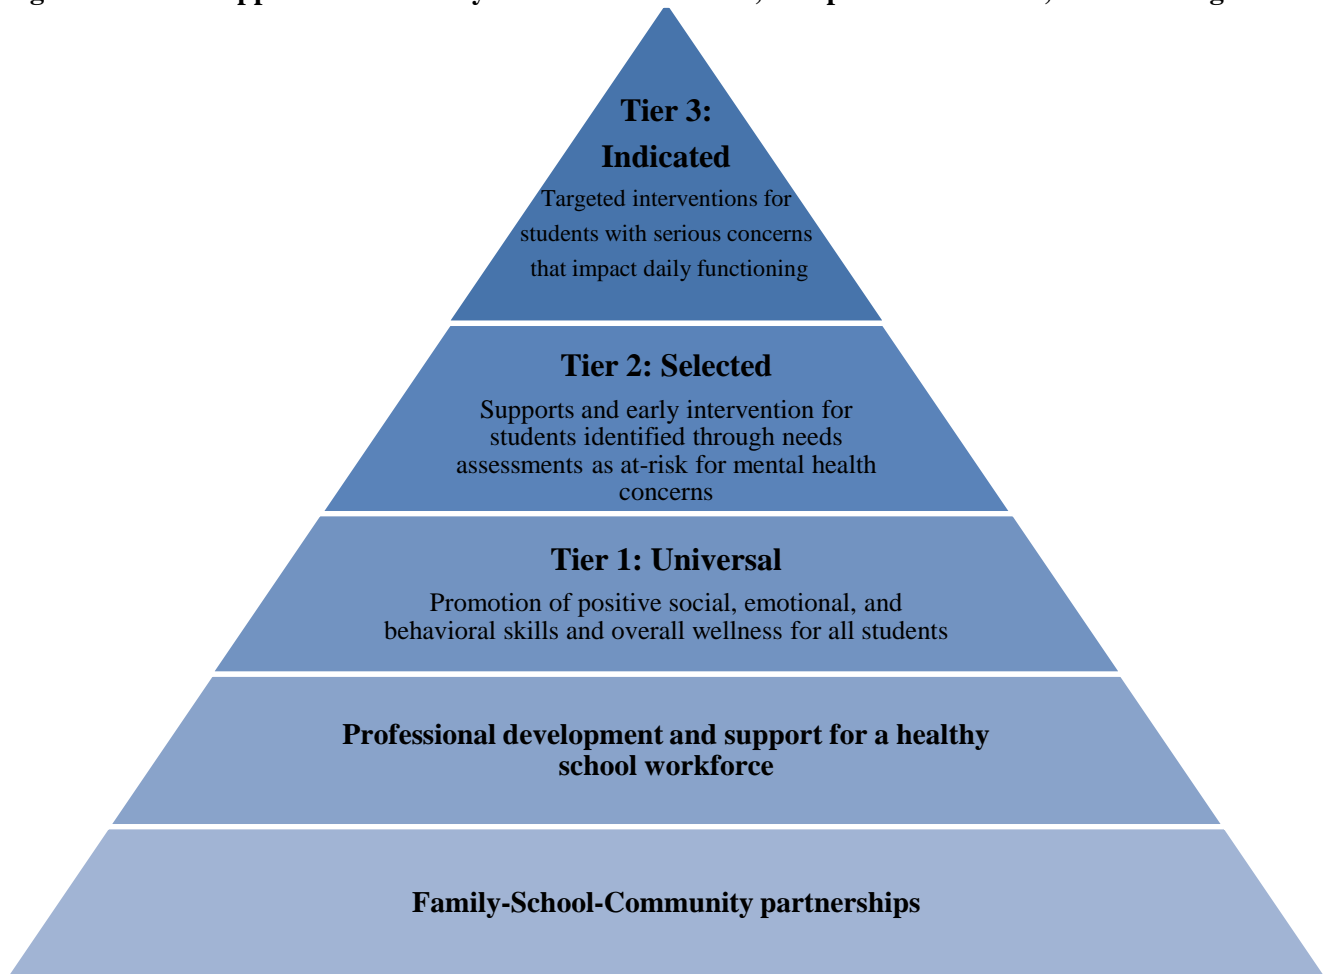 Tier 3:
Indicated
Targeted interventions for
students with serious concerns
that impact daily functioning
Tier 2: Selected
Supports and early intervention for
students identified through needs
assessments as at-risk for mental health
concerns
Tier 1: Universal
Promotion of positive social, emotional, and
behavioral skills and overall wellness for all students
Professional development and support for a healthy
school workforce
Family-School-Community partnerships